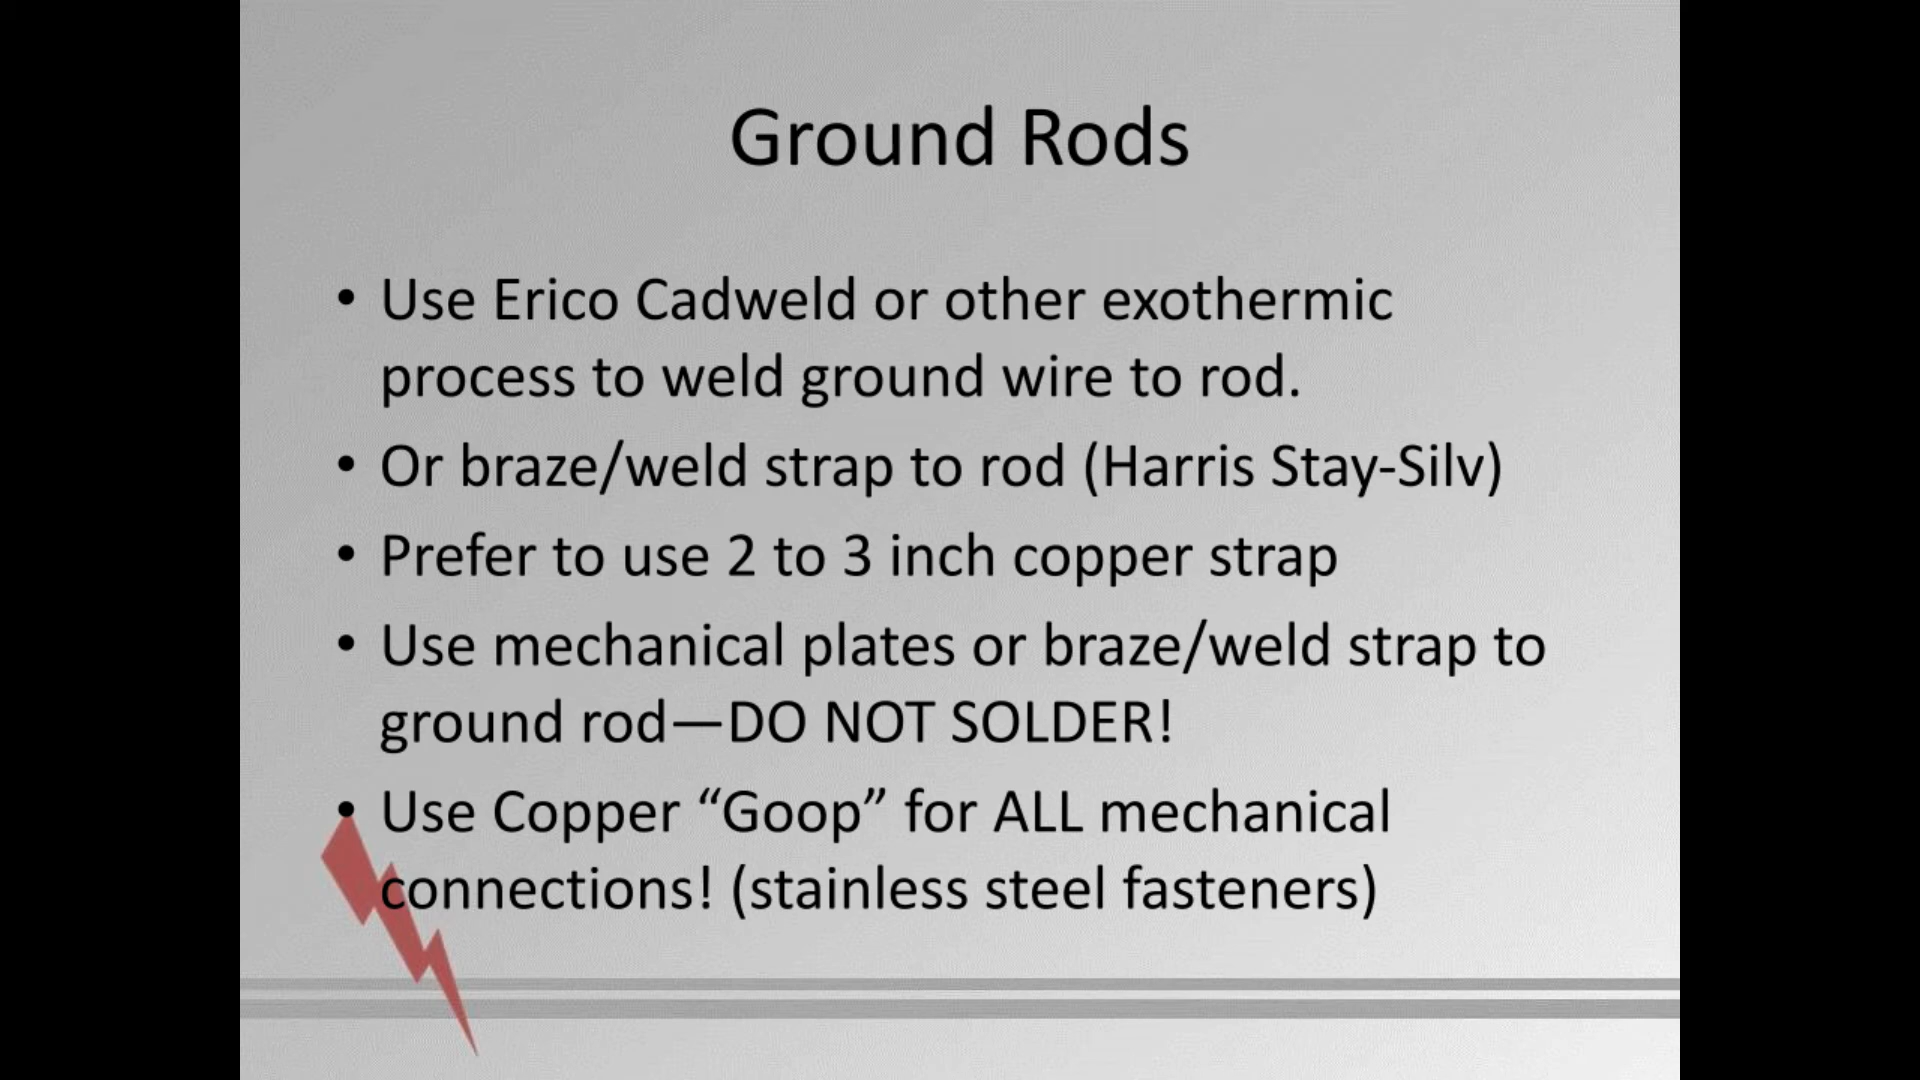 Ground Rods
• Use Erico Cadweld or other exothermic
process to weld ground wire to rod.
• Or braze/weld strap to rod (Harris Stay-Silv)
• Prefer to use 2 to 3 inch copper strap
• Use mechanical plates or braze/weld strap to
ground rod—DO NOT SOLDER!
• Use Copper “Goop” for ALL mechanical
connections! (stainless steel fasteners)